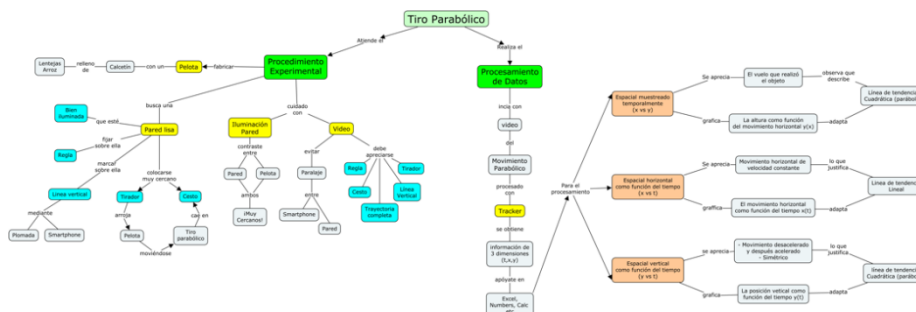 Tiro Parabólico
Atiende el
Realiza el
Procedimiento
Experimental
fabricar
Pelota
con un
Calcetín
relleno
de
Lentejas
Arroz
busca una
Pared lisa
que esté
Bien
iluminada
fijar
sobre ella
Regla
marcar
sobre ella
Línea vertical
mediante
Plomada
Smartphone
colocarse
muy cercano
Tirador
Cesto
arroja
Pelota
moviéndose
Tiro
parabólico
cae en
cuidado
con
Iluminación
Pared
contraste
entre
Pared
Pelota
ambos
¡Muy
Cercanos!
Video
evitar
Paralaje
entre
Smartphone
Pared
debe
apreciarse
Regla
Cesto
Trayectoria
completa
Línea
Vertical
Tirador
Procesamiento
de Datos
inicia con
video
del
Movimiento
Parabólico
procesado
con
Tracker
se obtiene
información de
3 dimensiones
(t,x,y)
apóyate en
Excel,
Numbers, Calc
etc
Para el
procesamiento
Espacial muestreado
temporalmente
(x vs y)
Se aprecia
El vuelo que realizó
el objeto
observa que
describe
grafica
La altura como función
del movimiento horizontal y(x)
adapta
Línea de tendencia
Cuadrática
Espacial horizontal
como función del tiempo
(x vs t)
Se aprecia
Movimiento horizontal de
velocidad constante
lo que
justifica
graffica
El movimiento horizontal
como función del tiempo x(t)
adapta
Línea de tendencia
Lineal
Espacial vertical
como función del tiempo
(y vs t)
se aprecia
- Movimiento desacelerado
y después acelerado
- Simétrico
lo que
justifica
grafica
La posición vetical como
función del tiempo y(t)
adapta
línea de tendencia
Cuadrática